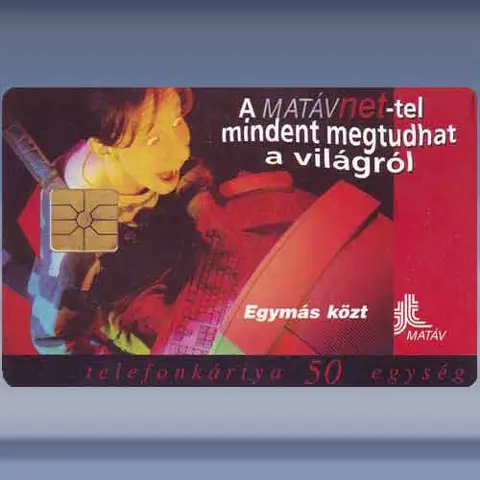 A MATÁVnet-tel
mindent megtudhat
a világról
Egymás közt
MATÁV
telefonkártya 50 egység